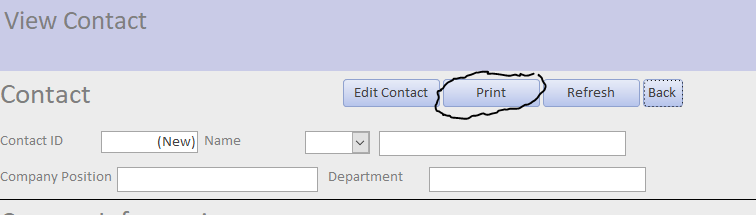 View Contact
Contact Edit Contact Print Refresh Back
Contact ID (New) Name
Company Position Department